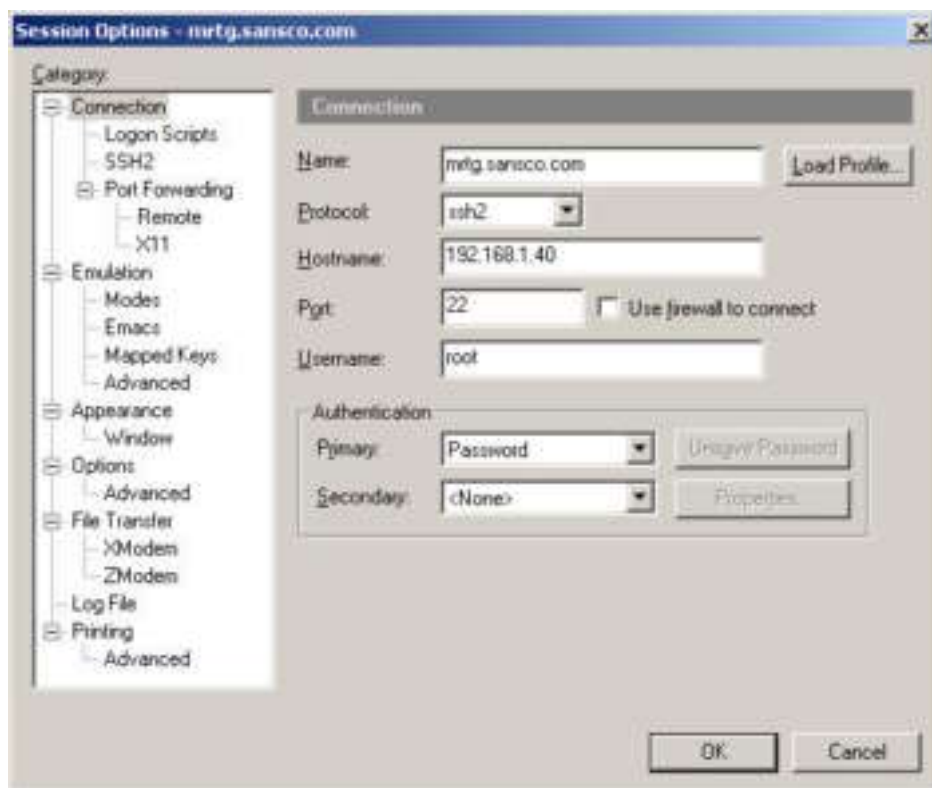 Session Options - mrtg.sansco.com
Category:
Connection
Logon Scripts
SSH2
Port Forwarding
Remote
X11
Emulation
Modes
Emacs
Mapped Keys
Advanced
Appearance
Window
Options
Advanced
File Transfer
XModem
ZModem
Log File
Printing
Advanced
Connection
Name: mrtg.sansco.com Load Profile...
Protocol: ssh2
Hostname: 192.168.1.40
Port: 22 Use firewall to connect
Username: root
Authentication
Primary: Password Unsave Password
Secondary: <None> Properties...
OK Cancel